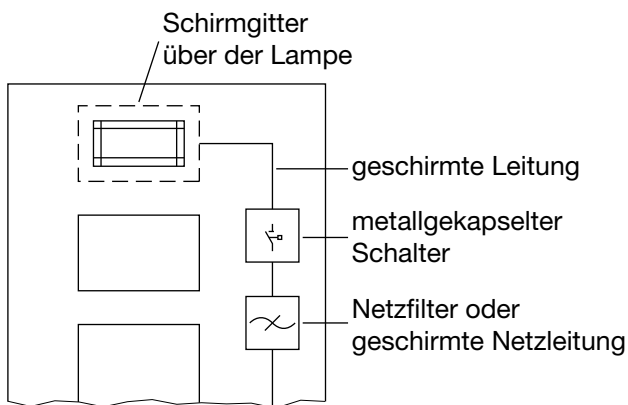 Schirmgitter
über der Lampe
geschirmte Leitung
metallgekapselter
Schalter
Netzfilter oder
geschirmte Netzleitung